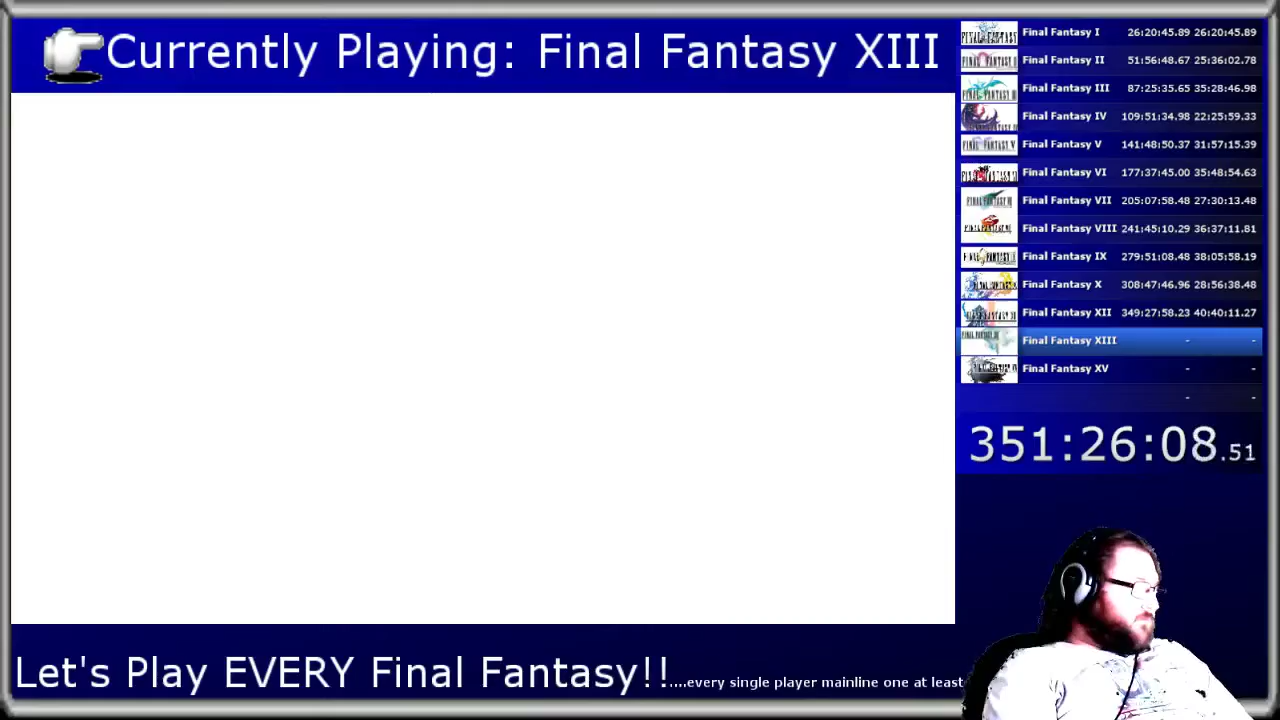 Currently Playing: Final Fantasy XIII
Final Fantasy I 26:20:45.89 26:20:45.89
Final Fantasy II 51:56:48.67 25:36:02.78
Final Fantasy III 87:25:35.65 35:28:46.98
Final Fantasy IV 109:51:34.98 22:25:59.33
Final Fantasy V 141:48:50.37 31:57:15.39
Final Fantasy VI 177:37:45.00 35:48:54.63
Final Fantasy VII 205:07:58.48 27:30:13.48
Final Fantasy VIII 241:45:10.29 36:37:11.81
Final Fantasy IX 279:51:08.48 38:05:58.19
Final Fantasy X 308:47:46.96 28:56:38.48
Final Fantasy XII 349:27:58.23 40:40:11.27
Final Fantasy XIII - -
Final Fantasy XV - -
- -
351:26:08.51
Let's Play EVERY Final Fantasy!!....every single player mainline one at least